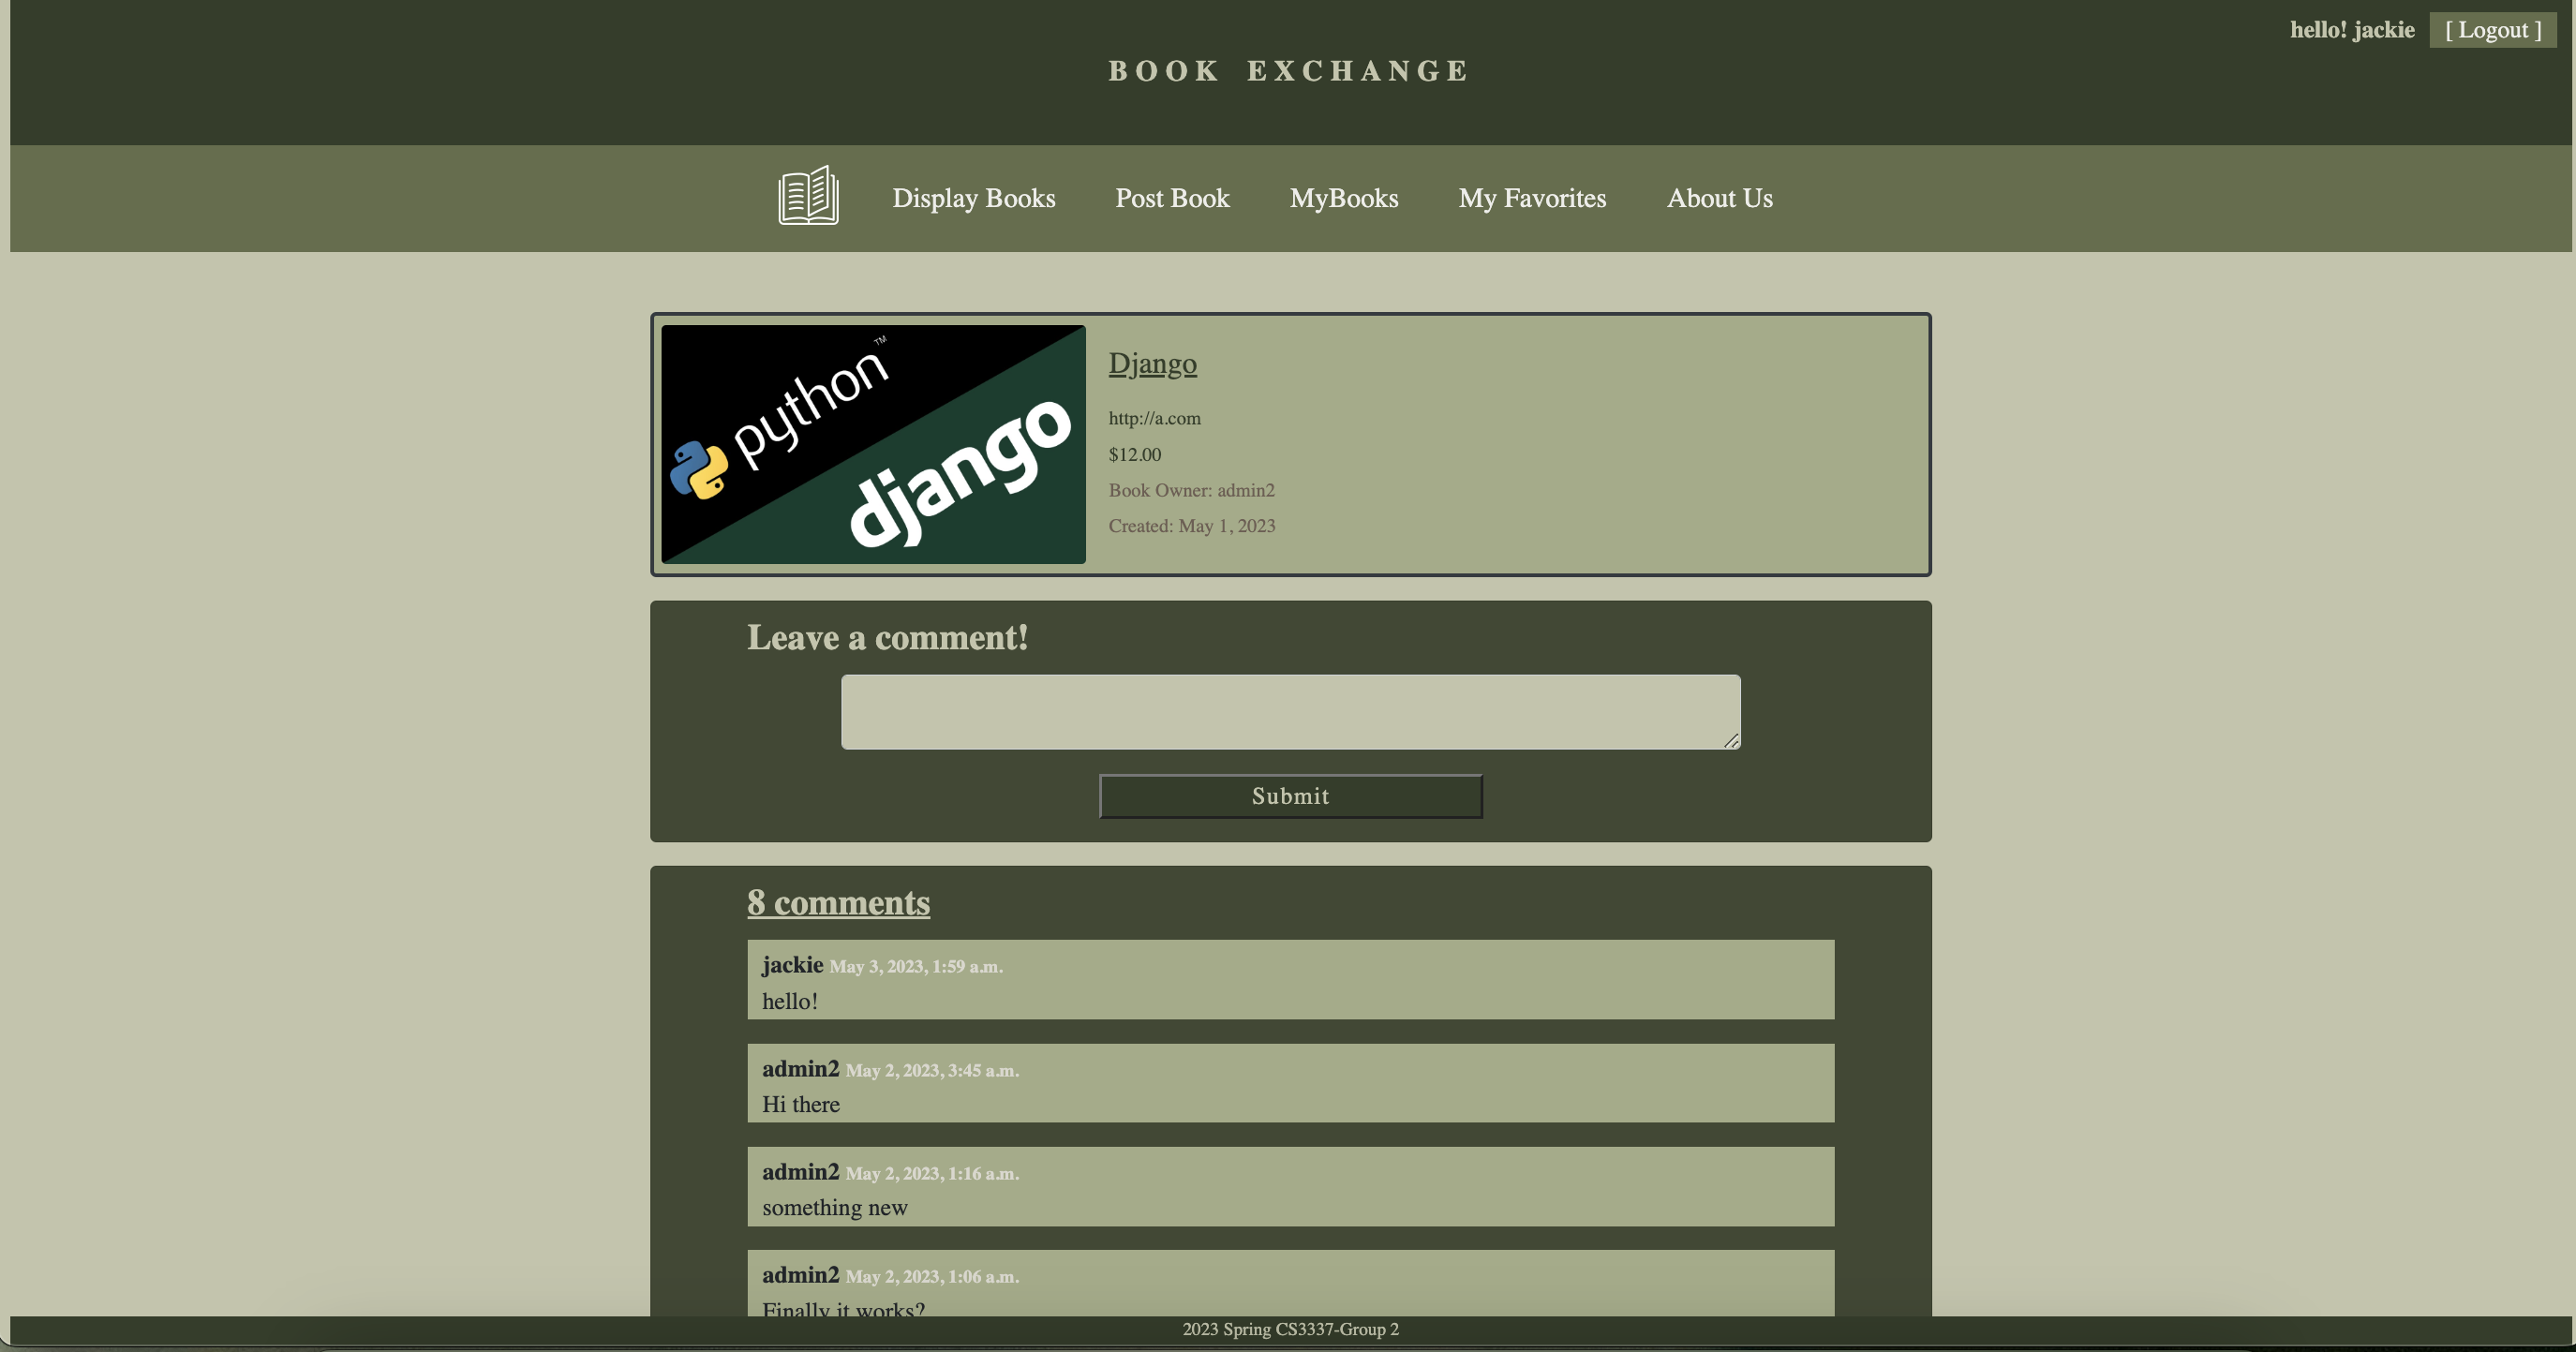 hello! jackie [ Logout ]
BOOK EXCHANGE
Display Books Post Book MyBooks My Favorites About Us
python™
django
Django
http://a.com
$12.00
Book Owner: admin2
Created: May 1, 2023
Leave a comment!
Submit
8 comments
jackie May 3, 2023, 1:59 a.m.
hello!
admin2 May 2, 2023, 3:45 a.m.
Hi there
admin2 May 2, 2023, 1:16 a.m.
something new
admin2 May 2, 2023, 1:06 a.m.
Finally it works?
2023 Spring CS3337-Group 2